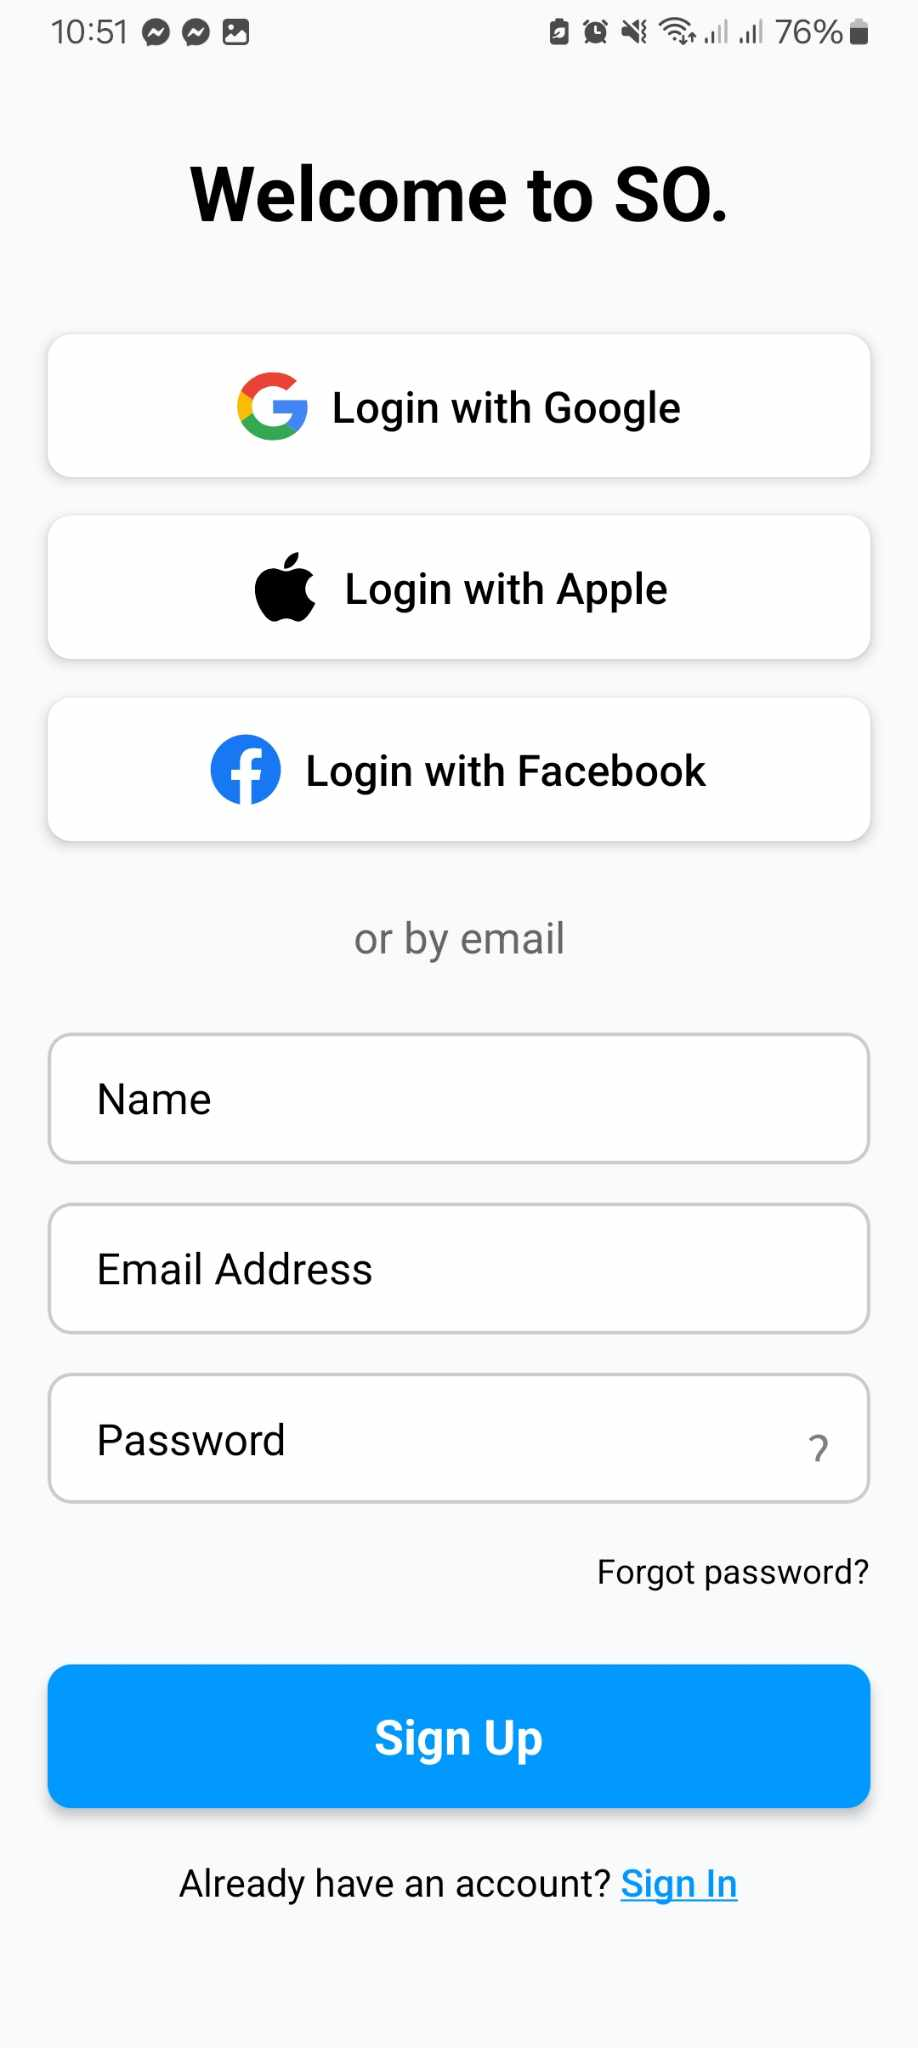 10:51 76%
Welcome to SO.
Login with Google
Login with Apple
Login with Facebook
or by email
Name
Email Address
Password ?
Forgot password?
Sign Up
Already have an account? Sign In